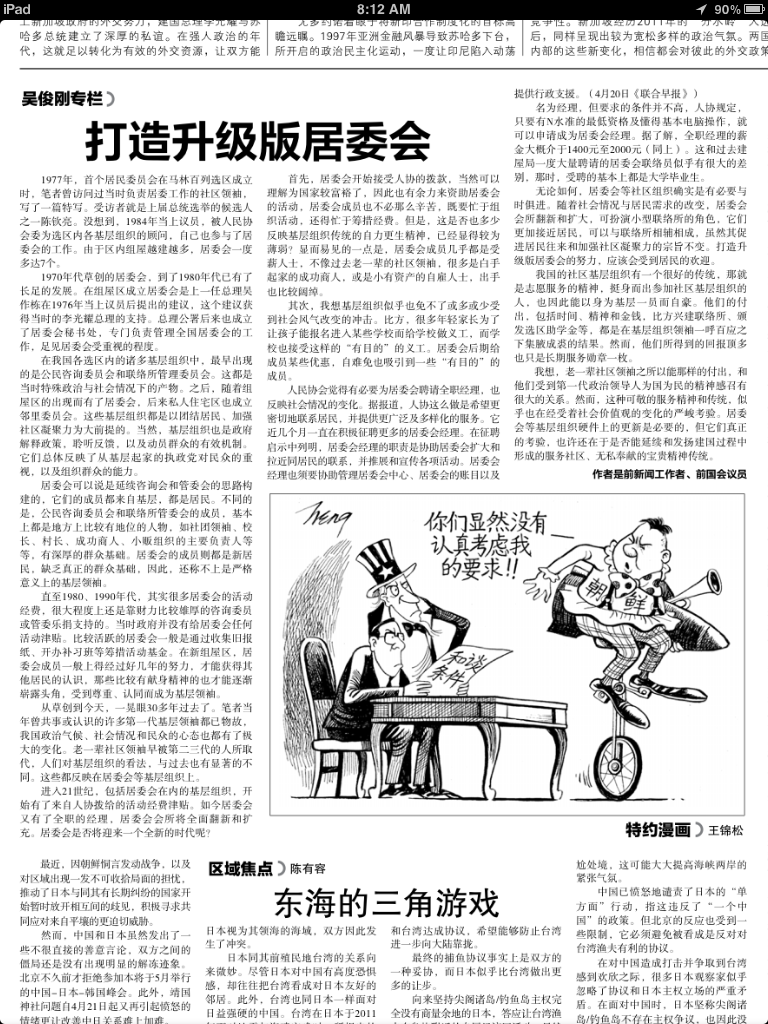 iPad
8:12 AM
90%
哈多总统建立了深厚的私谊。在强人政治的年
代，这就足以转化为有效的外交资源，让双方能
瞻远瞩。1997年亚洲金融风暴导致苏哈多下台，
所开启的政治民主化运动，一度让印尼陷入动荡
后，同样呈现出较为宽松多样的政治气氛。两国
内部的这些新变化，相信都会对彼此的外交政策
吴俊刚专栏
打造升级版居委会
1977年，首个居民委员会在马林百列选区成立
时，笔者曾访问过当时负责居委工作的社区领袖，
写了一篇特写。受访者就是上届总统选举的候选人
之一陈钦亮。没想到，1984年当上议员，被人民协
会委为选区内各基层组织的顾问，自己也参与了居
委会的工作。由于区内组屋越建越多，居委会一度
多达7个。
1970年代草创的居委会，到了1980年代已有了
长足的发展。在组屋区成立居委会是上一任总理吴
作栋在1976年当上议员后提出的建议，这个建议获
得当时的李光耀总理的支持。总理公署后来也成立
了居委会秘书处，专门负责管理全国居委会的工
作，足见居委会受重视的程度。
在我国各选区内的诸多基层组织中，最早出现
的是公民咨询委员会和联络所管理委员会。这都是
当时特殊政治与社会情况下的产物。之后，随着组
屋区的出现而有了居委会，后来私人住宅区也成立
邻里委员会。这些基层组织都是以团结居民、加强
社区凝聚力为大前提的。当然，基层组织也是政府
解释政策，聆听反馈，以及动员群众的有效机制。
它们总体反映了从基层起家的执政党对民众的重
视，以及组织群众的能力。
居委会可以说是延续咨询会和管委会的思路构
建的，它们的成员都来自基层，都是居民。不同的
是，公民咨询委员会和联络所管委会的成员，基本
上都是地方上比较有地位的人物，如社团领袖、校
长、村长、成功商人、小贩组织的主要负责人等
等，有深厚的群众基础。居委会的成员则都是新居
民，缺乏真正的群众基础，因此，还称不上是严格
意义上的基层领袖。
直至1980、1990年代，其实很多居委会的活动
经费，很大程度上还是靠财力比较雄厚的咨询委员
或管委乐捐支持的。当时政府并没有给居委会任何
活动津贴。比较活跃的居委会一般是通过收集旧报
纸、开办补习班等筹措活动基金。在新组屋区，居
委会成员一般上得经过好几年的努力，才能获得其
他居民的认识，那些比较有献身精神的也才能逐渐
崭露头角，受到尊重、认同而成为基层领袖。
从草创到今天，一晃眼30多年过去了。笔者当
年曾共事或认识的许多第一代基层领袖都已物故，
我国政治气候、社会情况和民众的心态也都有了极
大的变化。老一辈社区领袖早被第二三代的人所取
代，人们对基层组织的看法，与过去也有显著的不
同。这些都反映在居委会等基层组织上。
进入21世纪，包括居委会在内的基层组织，开
始有了来自人协拨给的活动经费津贴。如今居委会
又有了全职的经理，居委会会所将全面翻新和扩
充。居委会是否将迎来一个全新的时代呢？
首先，居委会开始接受人协的拨款，当然可以
理解为国家较富裕了，因此也有余力来资助居委会
的活动，居委会成员也不必那么辛苦，既要忙于组
织活动，还得忙于筹措经费。但是，这是否也多少
反映基层组织传统的自力更生精神，已经显得较为
薄弱？显而易见的一点是，居委会成员几乎都是受
薪人士，不像过去老一辈的社区领袖，很多是白手
起家的成功商人，或是小有资产的自雇人士，出手
也比较阔绰。
其次，我想基层组织似乎也免不了或多或少受
到社会风气改变的冲击。比方，很多年轻家长为了
让孩子能报名进入某些学校而给学校做义工，而学
校也接受这样的“有目的”的义工。居委会后期给
成员某些优惠，自难免也吸引到一些“有目的”的
成员。
人民协会觉得有必要为居委会聘请全职经理，也
反映社会情况的变化。据报道，人协这么做是希望更
密切地联系居民，并提供更广泛及多样化的服务。它
近几个月一直在积极征聘更多的居委会经理。在征聘
启示中列明，居委会经理的职责是协助居委会扩大和
拉近同居民的联系，并推展和宣传各项活动。居委会
经理也须要协助管理居委会中心、居委会的账目以及
提供行政支援。（4月20日《联合早报》）
名为经理，但要求的条件并不高，人协规定，
只要有N水准的最低资格及懂得基本电脑操作，就
可以申请成为居委会经理。据了解，全职经理的薪
金大概介于1400元至2000元（同上）。这和过去建
屋局一度大量聘请的居委会联络员似乎有很大的差
别，那时，受聘的基本上都是大学毕业生。
无论如何，居委会等社区组织确实是有必要与
时俱进。随着社会情况与居民需求的改变，居委会
会所翻新和扩大，可扮演小型联络所的角色，它们
更加接近居民，可以与联络所相辅相成，虽然其促
进居民往来和加强社区凝聚力的宗旨不变。打造升
级版居委会的努力，应该会受到居民的欢迎。
我国的社区基层组织有一个很好的传统，那就
是志愿服务的精神，挺身而出参加社区基层组织的
人，也因此能以身为基层一员而自豪。他们的付
出，包括时间、精神和金钱，比方兴建联络所、颁
发选区助学金等，都是在基层组织领袖一呼百应之
下集腋成裘的结果。然而，他们所得到的回报顶多
也只是长期服务勋章一枚。
我想，老一辈社区领袖之所以能那样的付出，和
他们受到第一代政治领导人为国为民的精神感召有
很大的关系。然而，这种可敬的服务精神和传统，似
乎也在经受着社会价值观的变化的严峻考验。居委
会等基层组织硬件上的更新是必要的，但它们真正
的考验，也许还在于是否能延续和发扬建国过程中
形成的服务社区、无私奉献的宝贵精神传统。
作者是前新闻工作者、前国会议员
Heng
你们显然没有
认真考虑我
的要求!!
朝鲜
和谈
条件
特约漫画
王锦松
最近，因朝鲜恫言发动战争，以及
对区域出现一发不可收拾局面的担忧，
推动了日本与同其有长期纠纷的国家开
始暂时放开相互间的歧见，积极寻求共
同应对来自平壤的更迫切威胁。
然而，中国和日本虽然发出了一
些不很直接的善意言论，双方之间的
僵局还是没有出现明显的解冻迹象。
北京不久前才拒绝参加本将于5月举行
的中国–日本–韩国峰会。此外，靖国
神社问题自4月21日起又再引起愤怒的
情绪更让改善中日关系难上加难。
区域焦点
陈有容
东海的三角游戏
日本视为其领海的海域，双方因此发
生了冲突。
日本同其前殖民地台湾的关系向
来微妙。尽管日本对中国有高度恐惧
感，却往往把台湾看成对日本友好的
邻居。此外，台湾也同日本一样面对
日益强硬的中国。台湾在日本于2011
和台湾达成协议，希望能够防止台湾
进一步向大陆靠拢。
最终的捕鱼协议事实上是双方的
一种妥协，而日本似乎比台湾做出更
多的让步。
向来坚持尖阁诸岛/钓鱼岛主权完
全没有商量余地的日本，答应让台湾渔
尬处境，这可能大大提高海峡两岸的
紧张气氛。
中国已愤怒地谴责了日本的“单
方面”行动，指这违反了“一个中
国”的政策。但北京的反应也受到一
些限制，它必须避免被看成是反对对
台湾渔夫有利的协议。
在对中国造成打击并争取到台湾
感到欢欣之际，很多日本观察家似乎
忽略了协议和日本主权立场的严重矛
盾。在面对中国时，日本坚称尖阁诸
岛/钓鱼岛不存在主权争议，也因此没